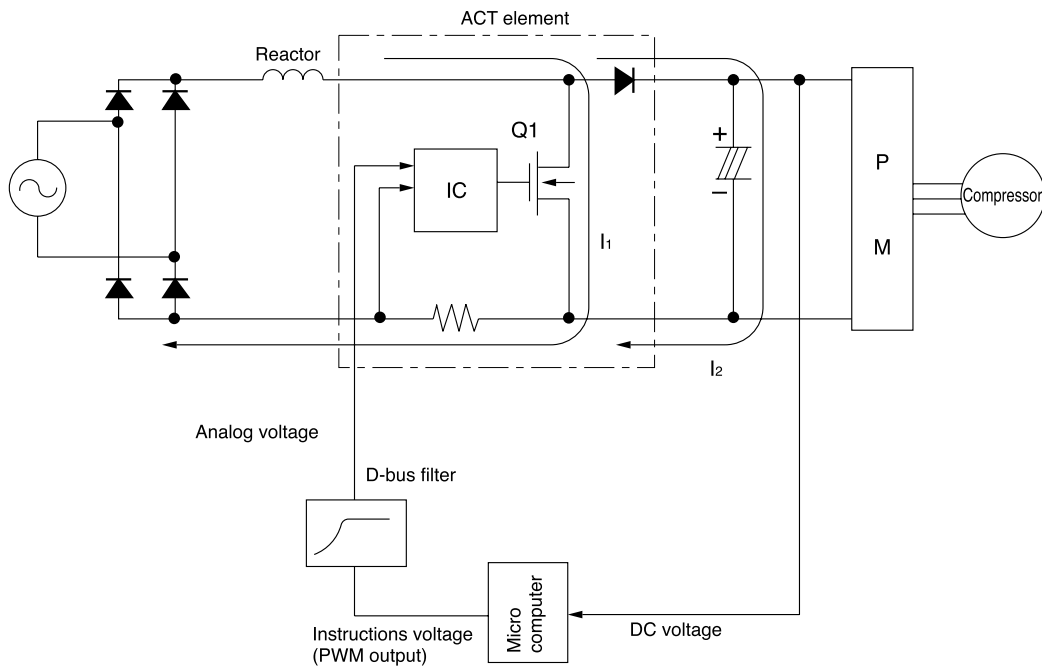 ACT element
Reactor
Q1
IC
+
–
P
M
Compressor
I1
I2
Analog voltage
D-bus filter
Instructions voltage
(PWM output)
Micro
computer
DC voltage